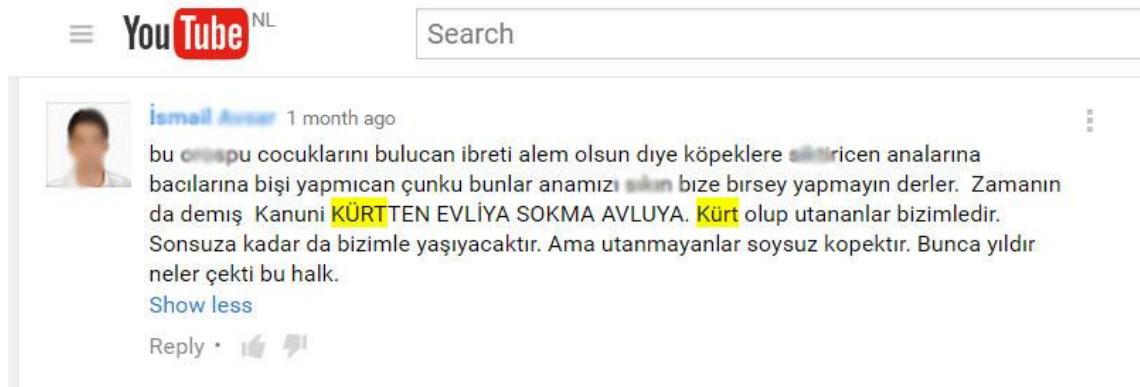 YouTube NL
Search
İsmail 1 month ago
bu cocuklarını bulucan ibreti alem olsun dıye köpeklere analarına
bacılarına bişi yapmıcan çunku bunlar anamızı bıze bırsey yapmayın derler. Zamanın
da demış Kanuni KÜRTTEN EVLİYA SOKMA AVLUYA. Kürt olup utananlar bizimledir.
Sonsuza kadar da bizimle yaşıyacaktır. Ama utanmayanlar soysuz kopektır. Bunca yıldır
neler çekti bu halk.
Show less
Reply •